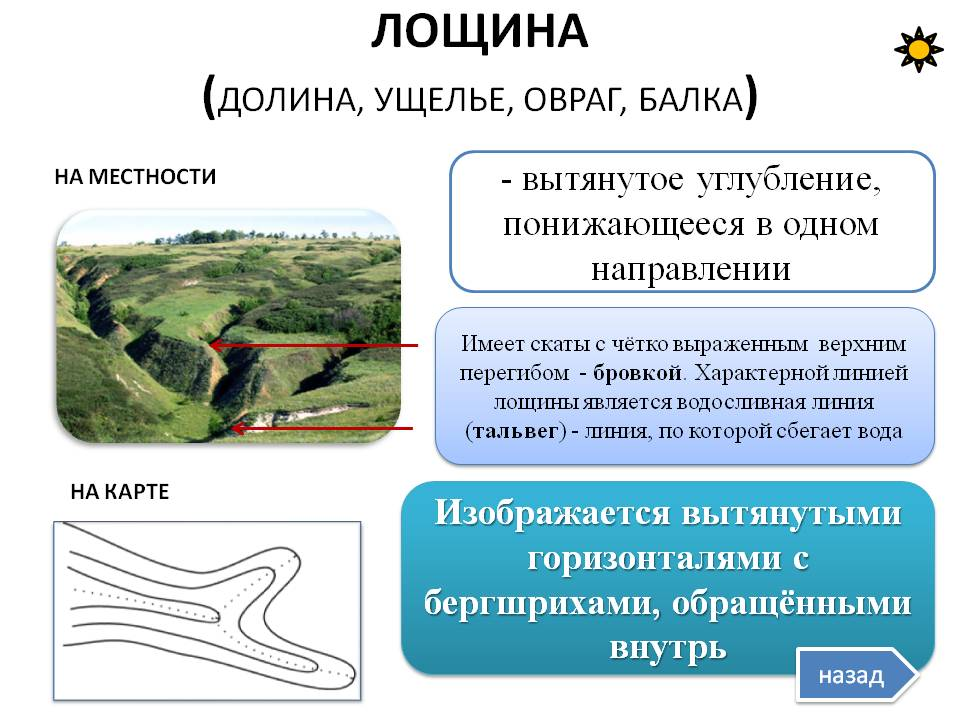 ЛОЩИНА
(ДОЛИНА, УЩЕЛЬЕ, ОВРАГ, БАЛКА)
НА МЕСТНОСТИ
- вытянутое углубление,
понижающееся в одном
направлении
Имеет скаты с чётко выраженным верхним
перегибом - бровкой. Характерной линией
лощины является водосливная линия
(тальвег) - линия, по которой сбегает вода
НА КАРТЕ
Изображается вытянутыми
горизонталями с
бергшрихами, обращёнными
внутрь
назад